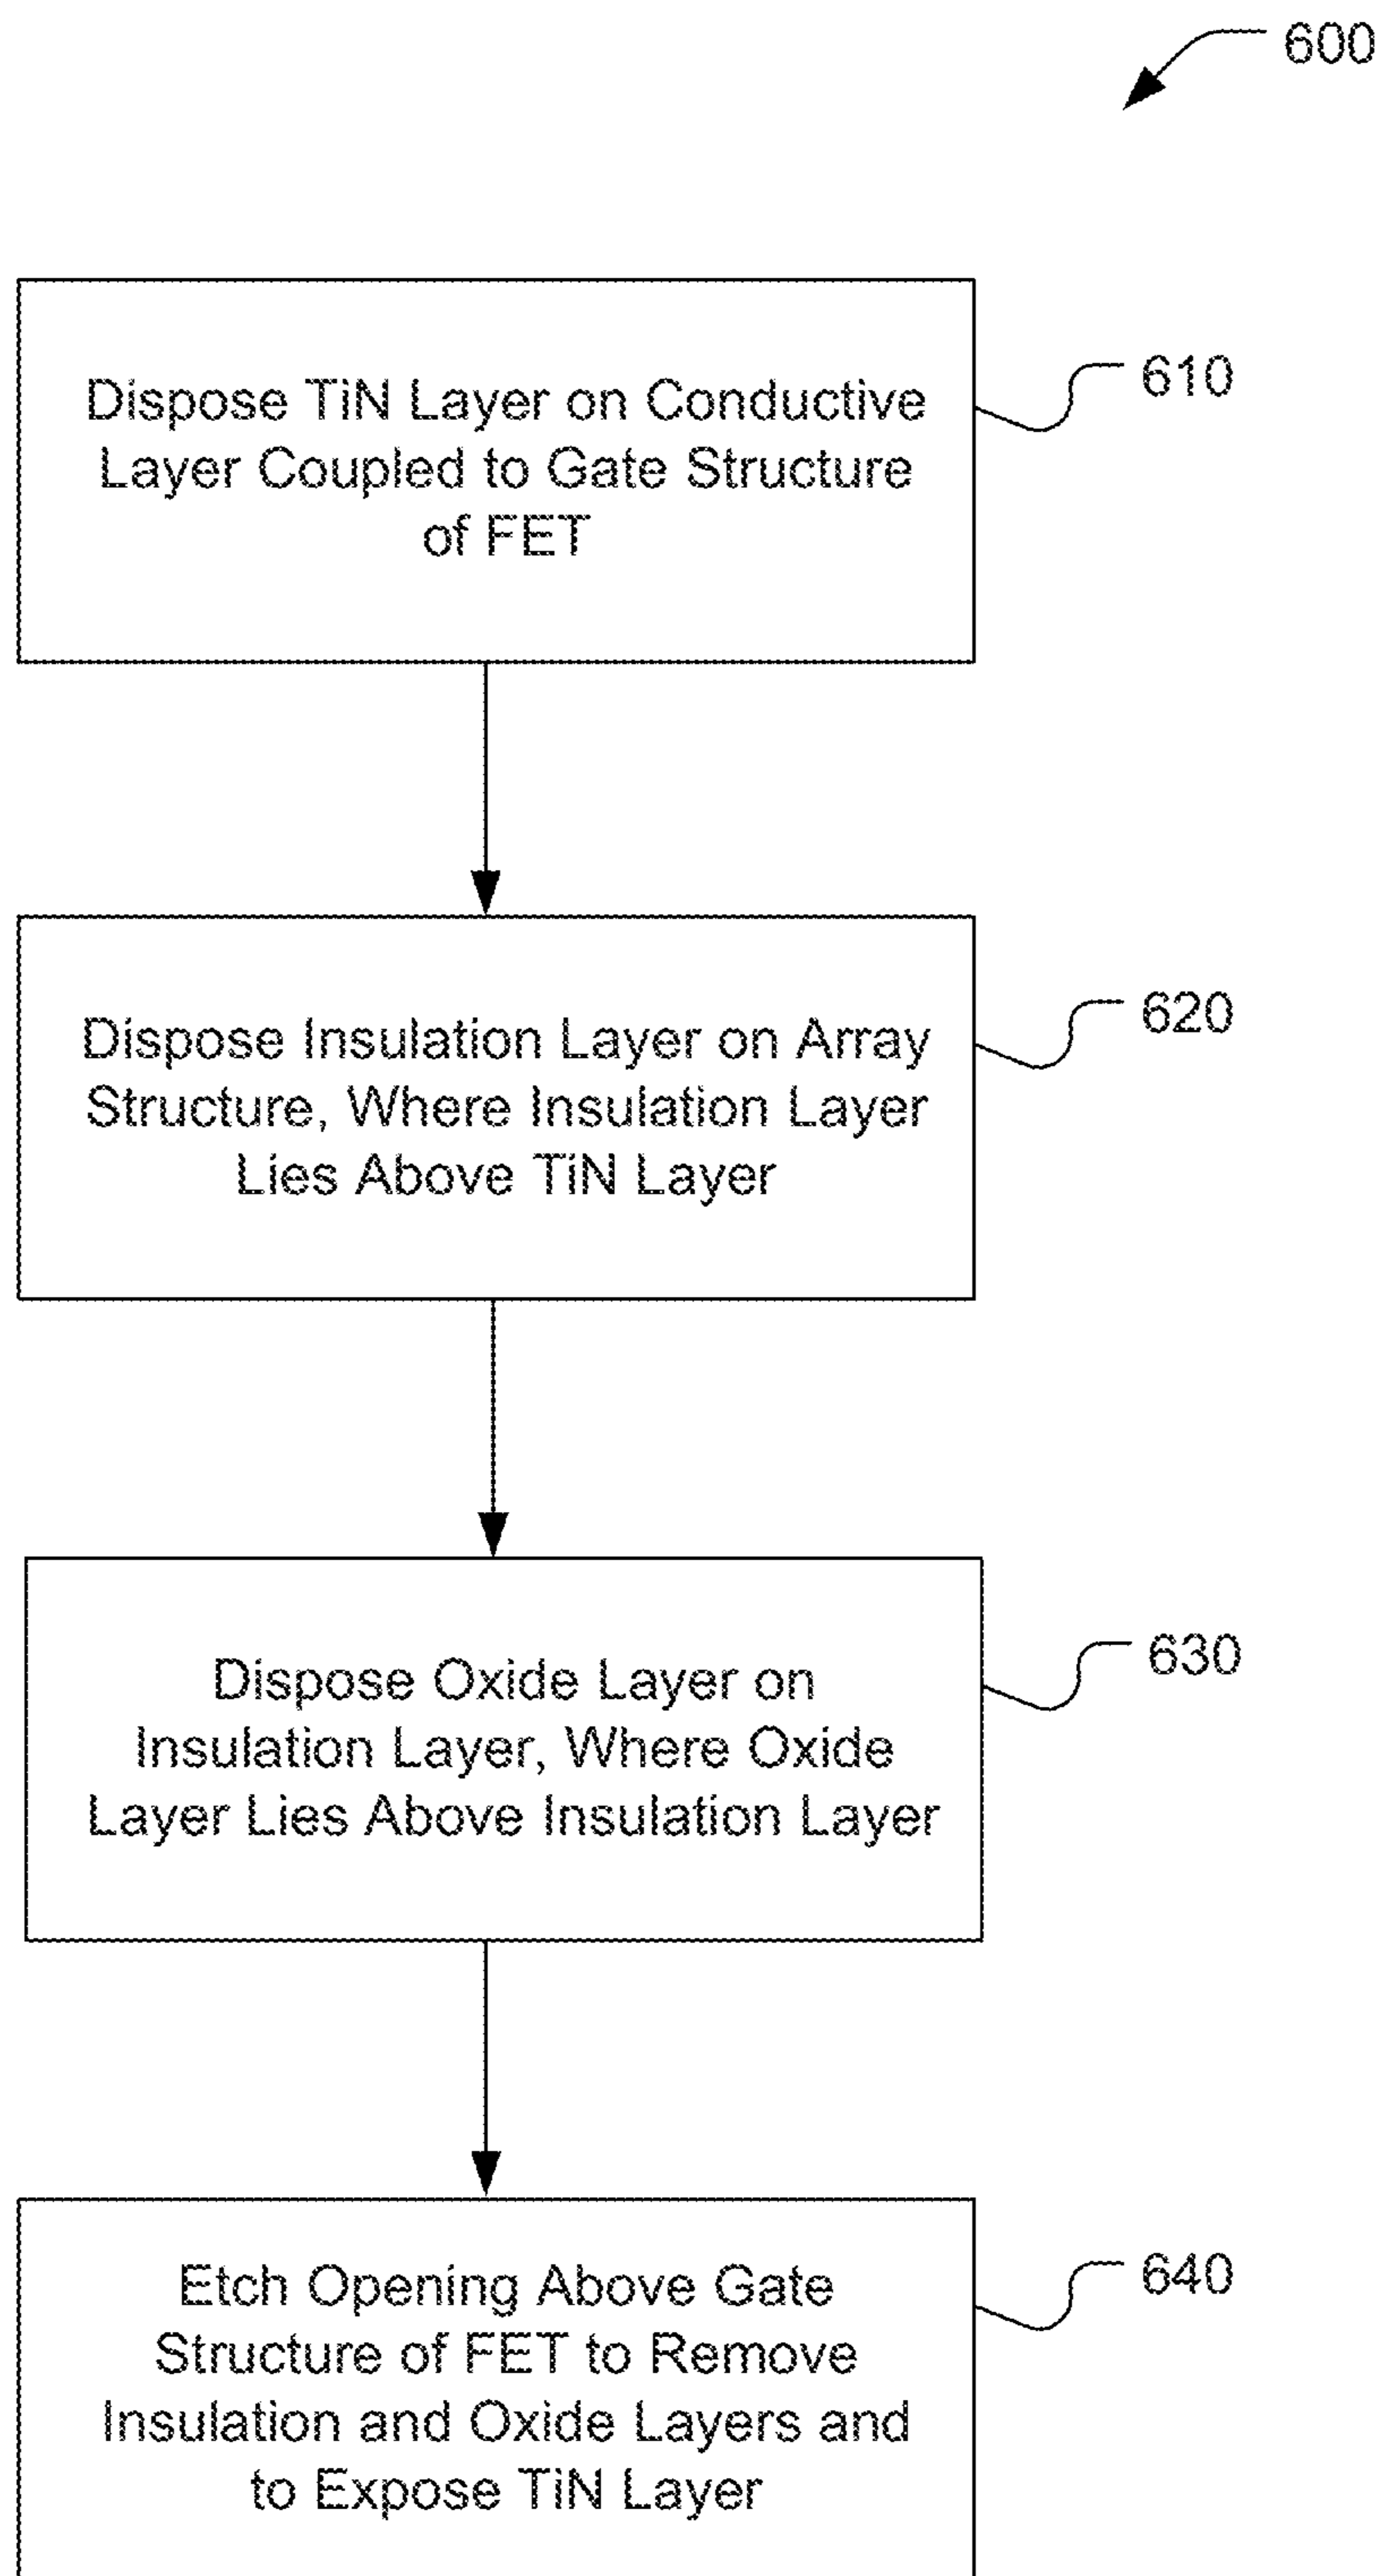 600
Dispose TiN Layer on Conductive
Layer Coupled to Gate Structure
of FET
610
Dispose Insulation Layer on Array
Structure, Where Insulation Layer
Lies Above TiN Layer
620
Dispose Oxide Layer on
Insulation Layer, Where Oxide
Layer Lies Above Insulation Layer
630
Etch Opening Above Gate
Structure of FET to Remove
Insulation and Oxide Layers and
to Expose TiN Layer
640